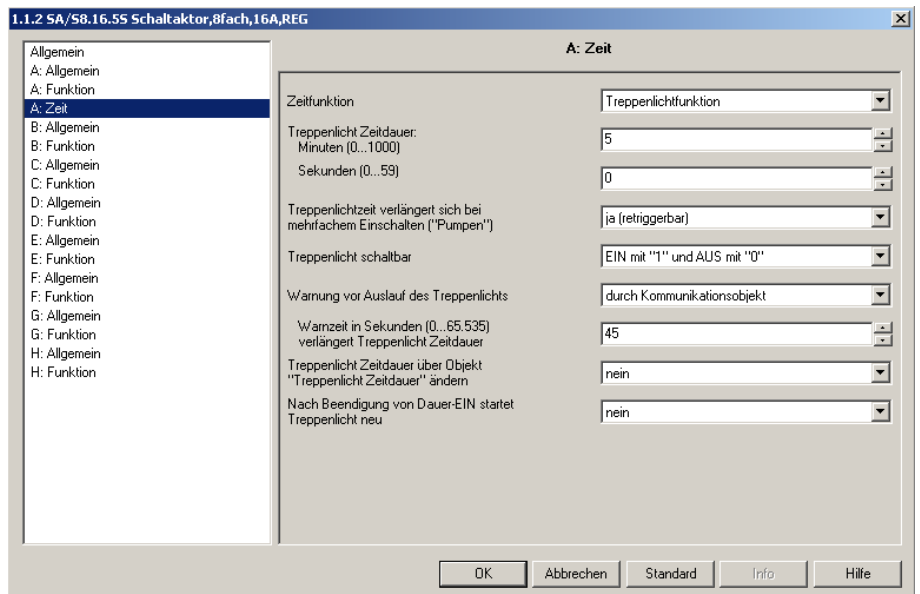 1.1.2 SA/S8.16.5S Schaltaktor,8fach,16A,REG
Allgemein
A: Allgemein
A: Funktion
A: Zeit
B: Allgemein
B: Funktion
C: Allgemein
C: Funktion
D: Allgemein
D: Funktion
E: Allgemein
E: Funktion
F: Allgemein
F: Funktion
G: Allgemein
G: Funktion
H: Allgemein
H: Funktion
A: Zeit
Zeitfunktion
Treppenlichtfunktion
Treppenlicht Zeitdauer:
Minuten (0...1000)
5
Sekunden (0...59)
0
Treppenlichtzeit verlängert sich bei
mehrfachem Einschalten ("Pumpen")
ja (retriggerbar)
Treppenlicht schaltbar
EIN mit "1" und AUS mit "0"
Warnung vor Auslauf des Treppenlichts
durch Kommunikationsobjekt
Warnzeit in Sekunden (0...65.535)
verlängert Treppenlicht Zeitdauer
45
Treppenlicht Zeitdauer über Objekt
"Treppenlicht Zeitdauer" ändern
nein
Nach Beendigung von Dauer-EIN startet
Treppenlicht neu
nein
OK
Abbrechen
Standard
Info
Hilfe